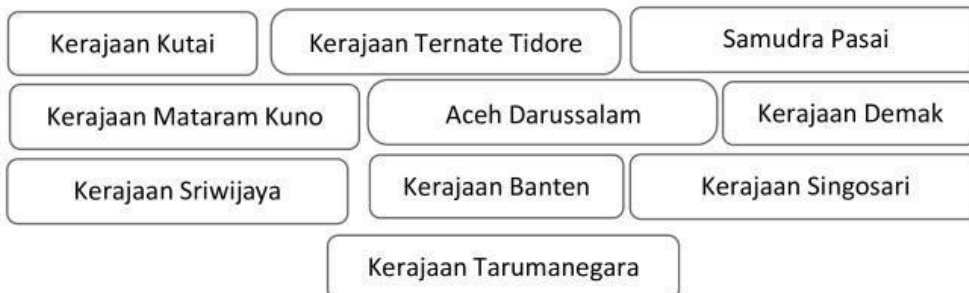 Kerajaan Kutai
Kerajaan Ternate Tidore
Samudra Pasai
Kerajaan Mataram Kuno
Aceh Darussalam
Kerajaan Demak
Kerajaan Sriwijaya
Kerajaan Banten
Kerajaan Singosari
Kerajaan Tarumanegara